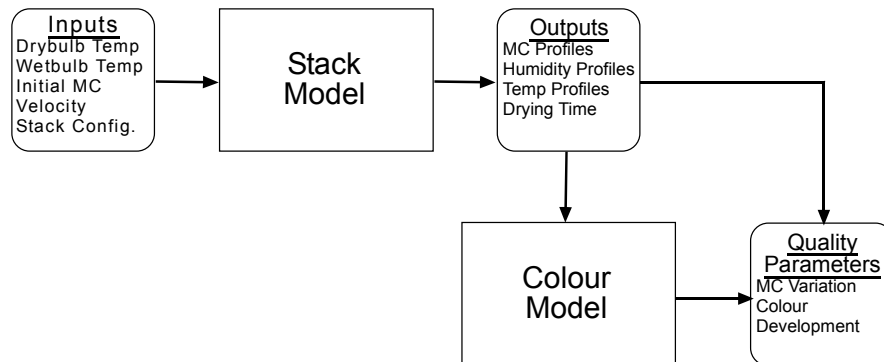 Inputs
Drybulb Temp
Wetbulb Temp
Initial MC
Velocity
Stack Config.
Stack
Model
Outputs
MC Profiles
Humidity Profiles
Temp Profiles
Drying Time
Colour
Model
Quality
Parameters
MC Variation
Colour
Development